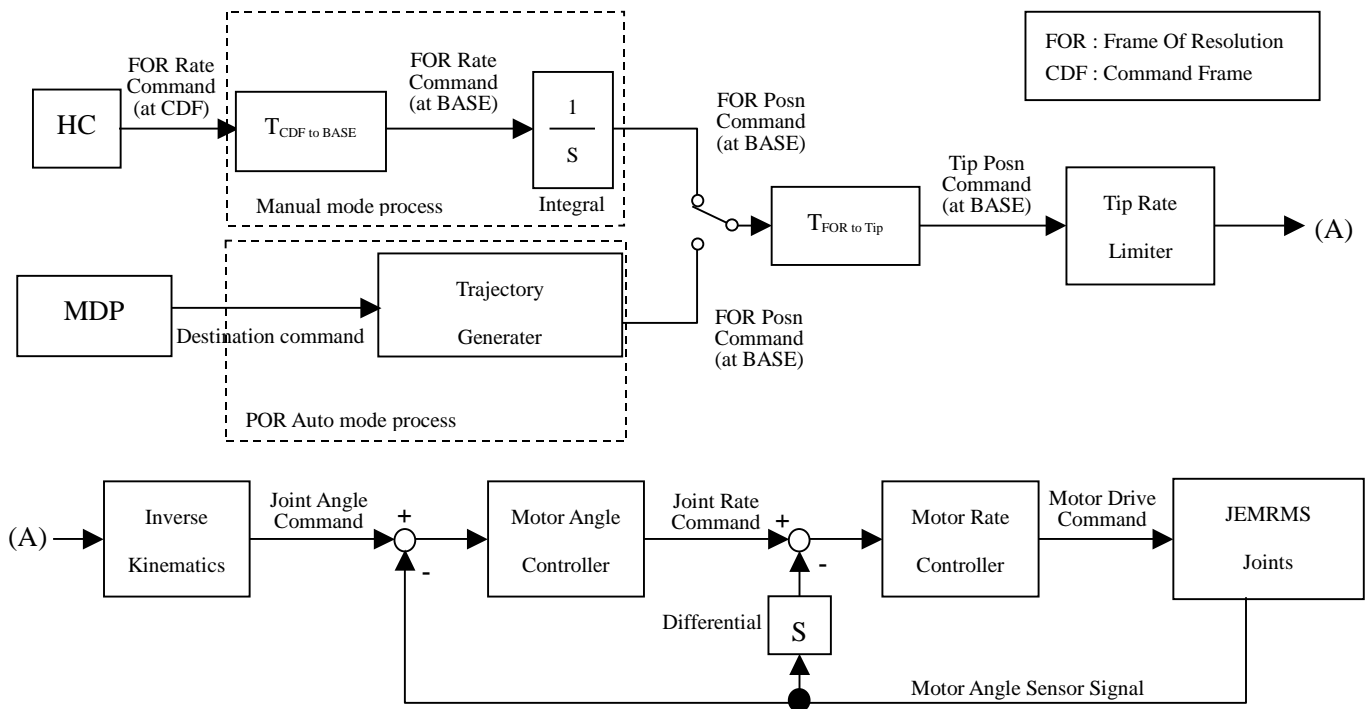 FOR : Frame Of Resolution
CDF : Command Frame
HC
FOR Rate
Command
(at CDF)
T CDF to BASE
FOR Rate
Command
(at BASE)
1
S
Integral
Manual mode process
FOR Posn
Command
(at BASE)
MDP
Destination command
Trajectory
Generater
POR Auto mode process
FOR Posn
Command
(at BASE)
T FOR to Tip
Tip Posn
Command
(at BASE)
Tip Rate
Limiter
(A)
(A)
Inverse
Kinematics
Joint Angle
Command
+
-
Motor Angle
Controller
Joint Rate
Command
+
-
Differential
S
Motor Rate
Controller
Motor Drive
Command
JEMRMS
Joints
Motor Angle Sensor Signal